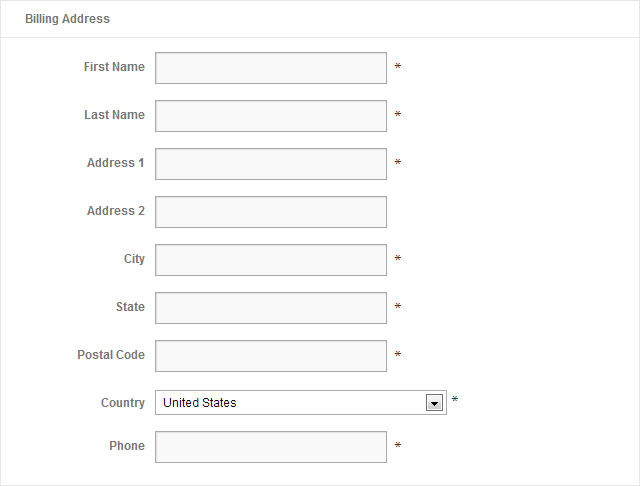 Billing Address
First Name *
Last Name *
Address 1 *
Address 2
City *
State *
Postal Code *
Country United States *
Phone *